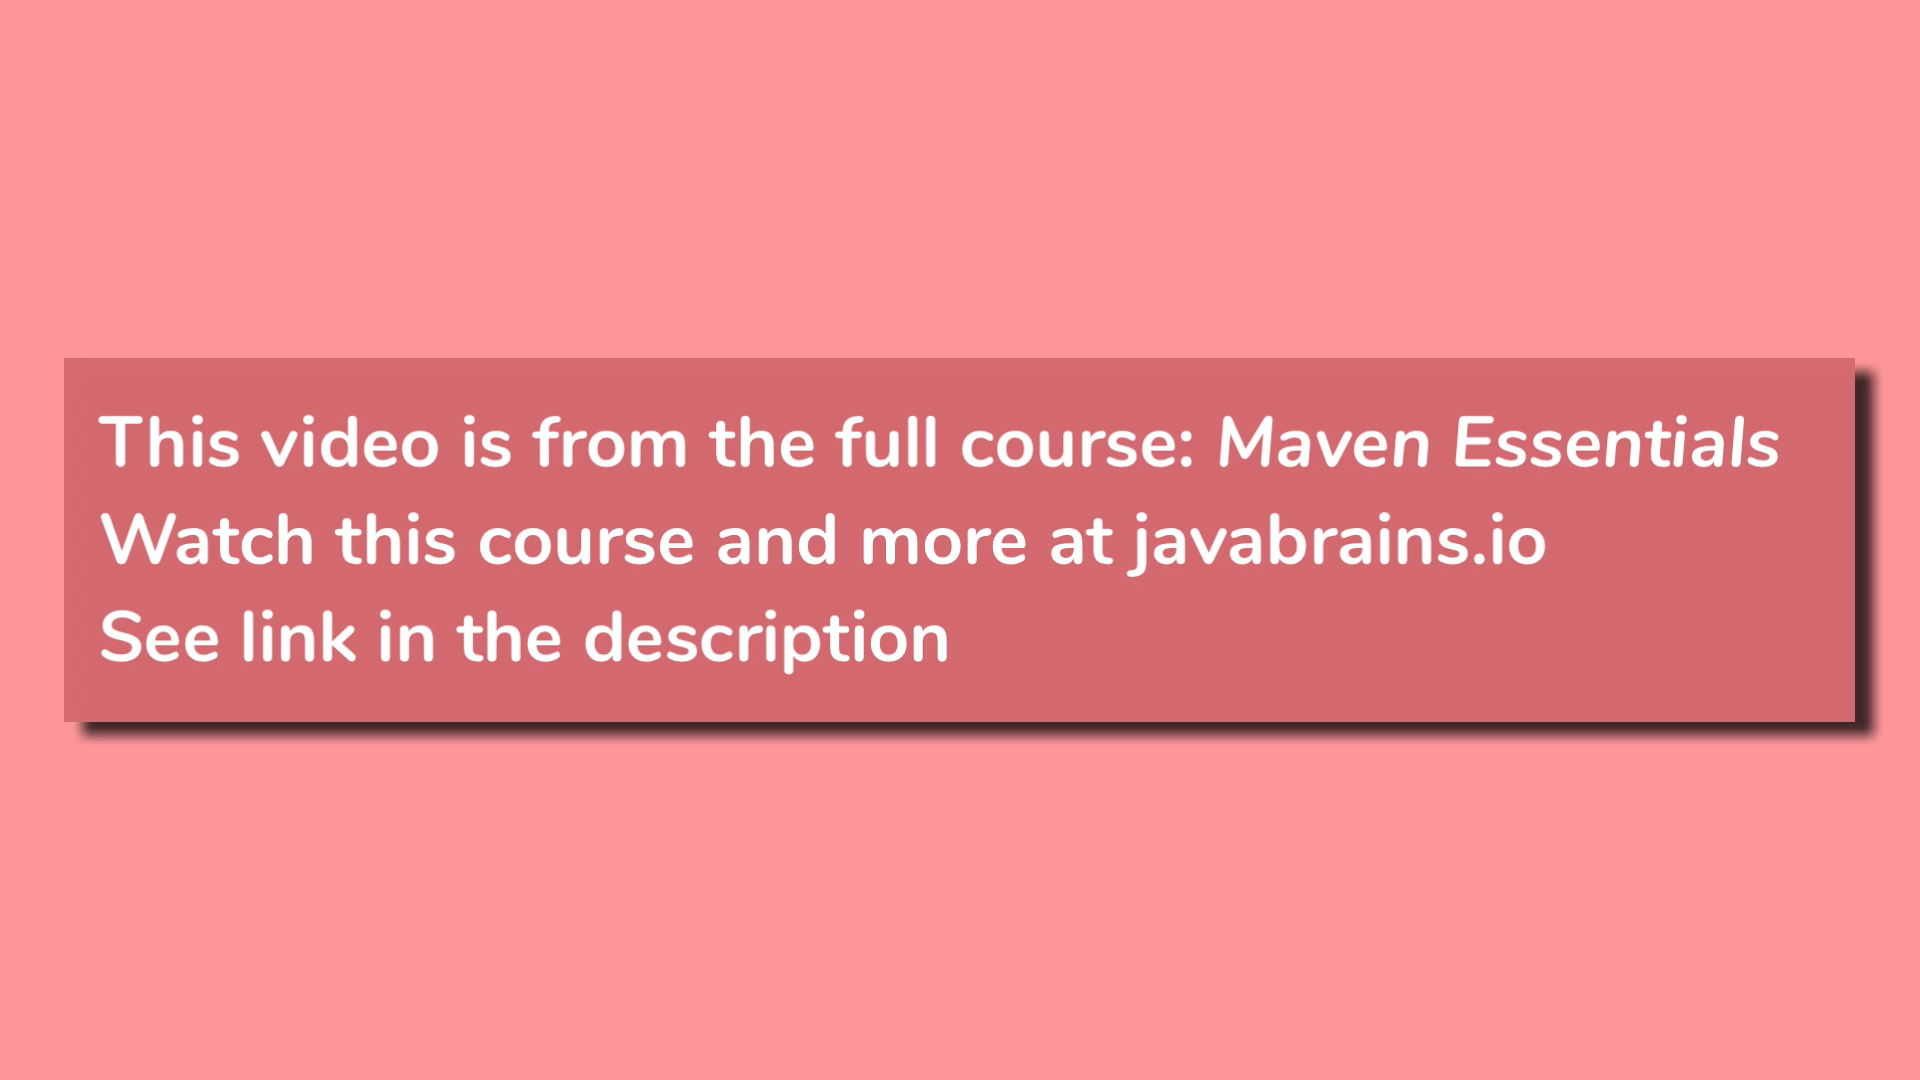 This video is from the full course: Maven Essentials
Watch this course and more at javabrains.io
See link in the description